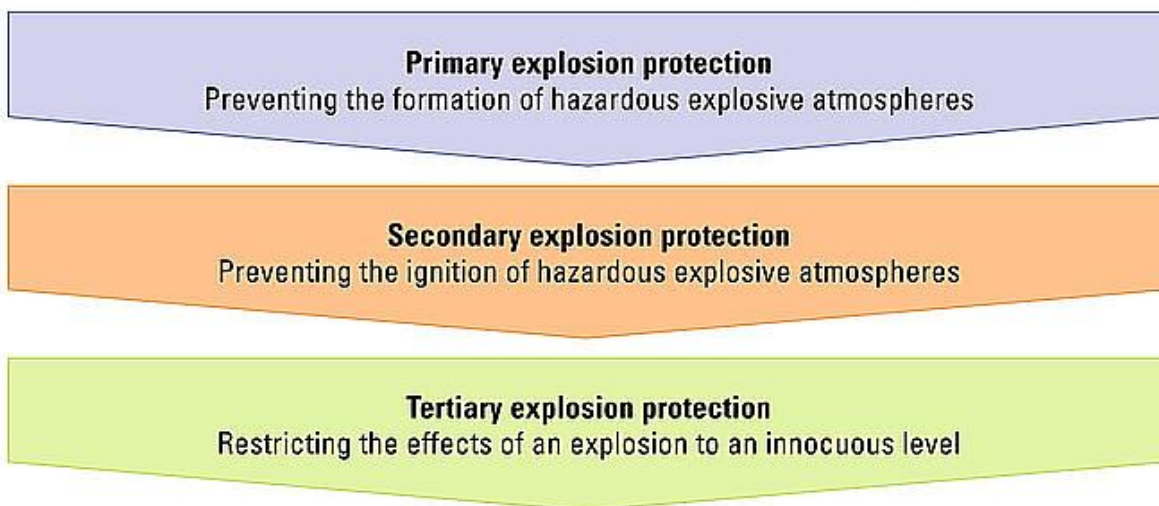 Primary explosion protection
Preventing the formation of hazardous explosive atmospheres
Secondary explosion protection
Preventing the ignition of hazardous explosive atmospheres
Tertiary explosion protection
Restricting the effects of an explosion to an innocuous level